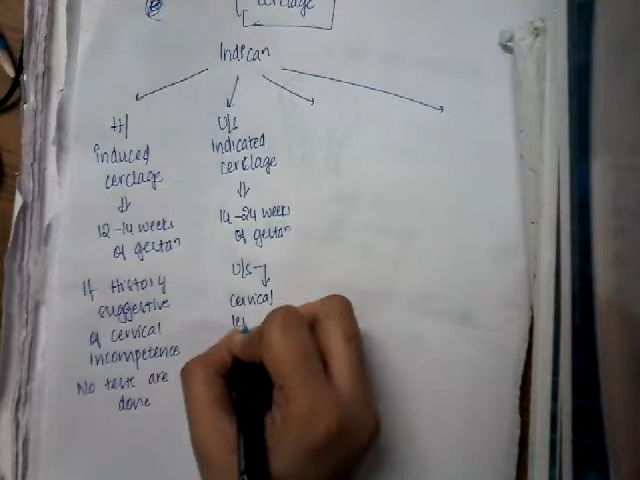 cerclage
Indican
H/
induced
cerclage
12-14 weeks
of gestan
If History
suggestive
of cervical
incompetence
No tests are
done
U/S
indicated
cerclage
14-24 weeks
of gestan
U/S
cervical
le